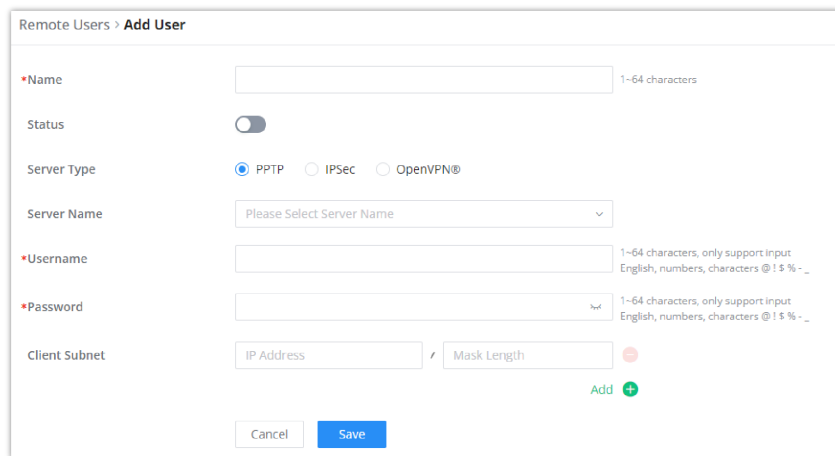 Remote Users > Add User
*Name
1~64 characters
Status
Server Type PPTP IPSec OpenVPN®
Server Name Please Select Server Name
*Username
1~64 characters, only support input
English, numbers, characters @ ! $ % - _
*Password
1~64 characters, only support input
English, numbers, characters @ ! $ % - _
Client Subnet IP Address / Mask Length
Add
Cancel Save